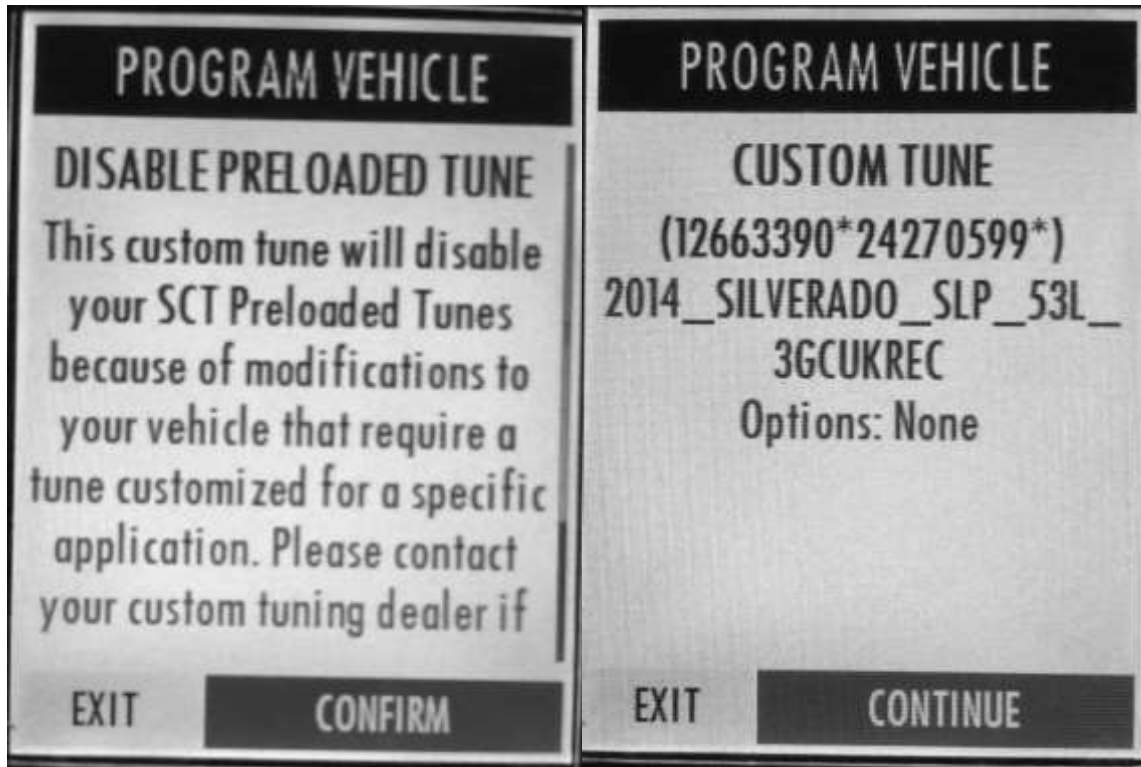 PROGRAM VEHICLE
DISABLE PRELOADED TUNE
This custom tune will disable
your SCT Preloaded Tunes
because of modifications to
your vehicle that require a
tune customized for a specific
application. Please contact
your custom tuning dealer if
EXIT
CONFIRM
PROGRAM VEHICLE
CUSTOM TUNE
(12663390*24270599*)
2014_SILVERADO_SLP_53L_
3GCUKREC
Options: None
EXIT
CONTINUE